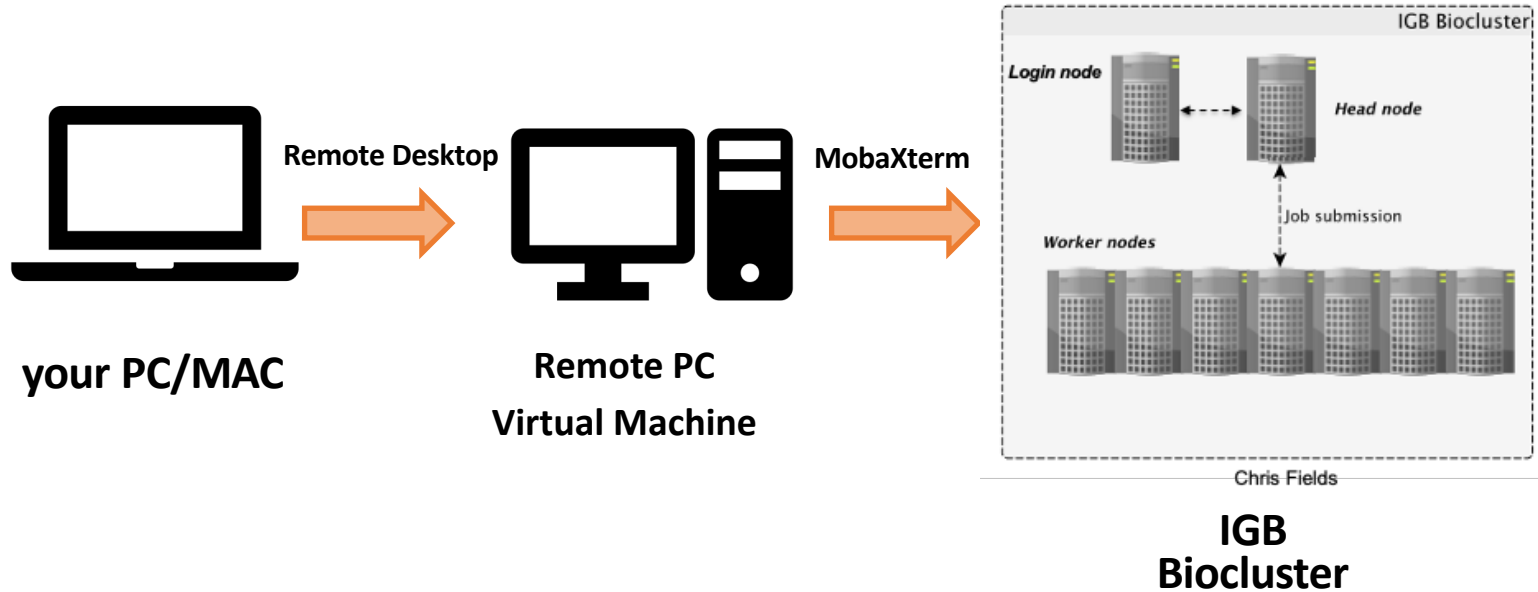 your PC/MAC
Remote Desktop
Remote PC
Virtual Machine
MobaXterm
IGB Biocluster
Login node
Head node
Job submission
Worker nodes
Chris Fields
IGB
Biocluster